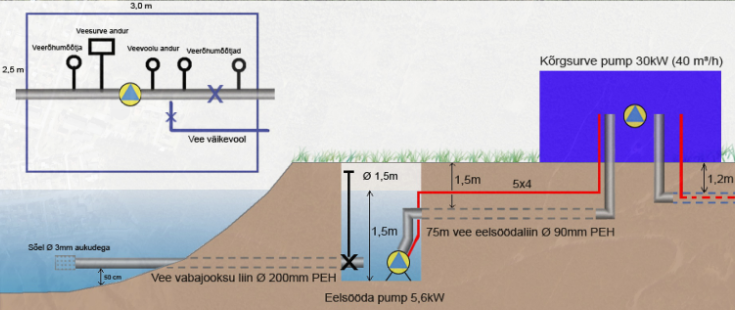 3,0 m
Veesurve andur
Veerõhumõõtja
Veevoolu andur
Veerõhumõõtjad
2,5 m
Vee väikevool
Kõrgsurve pump 30kW (40 m³/h)
Ø 1,5m
1,5m
5x4
1,2m
1,5m
75m vee eelsöödaliin Ø 90mm PEH
Sõel Ø 3mm aukudega
50 cm
Vee vabajooksu liin Ø 200mm PEH
Eelsööda pump 5,6kW